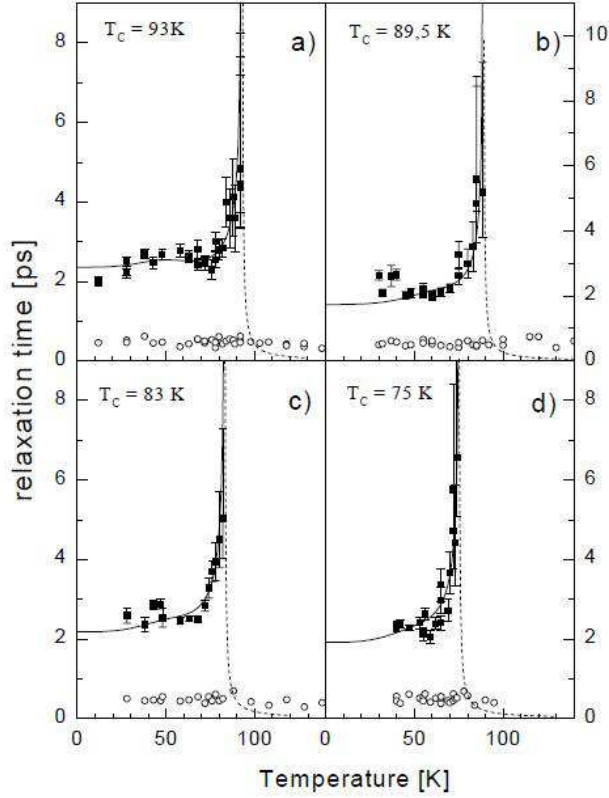 T_C = 93K
a)
8
6
4
2
0
T_C = 89,5 K
b)
10
8
6
4
2
0
relaxation time [ps]
T_C = 83 K
c)
8
6
4
2
0
0 50 100
T_C = 75 K
d)
8
6
4
2
0
0 50 100
Temperature [K]